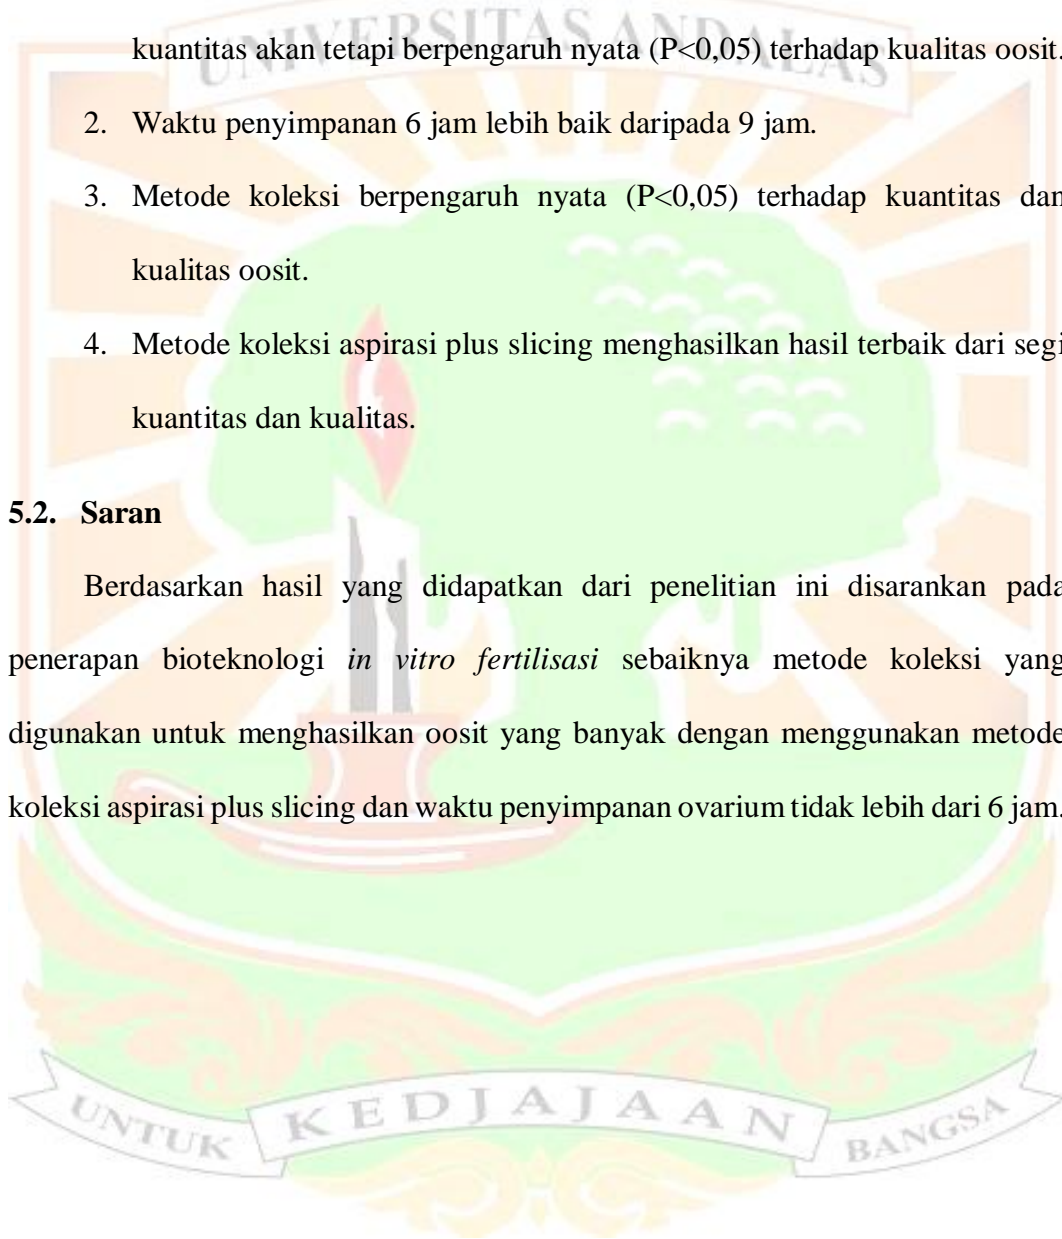 UNIVERSITAS ANDALAS
kuantitas akan tetapi berpengaruh nyata (P<0,05) terhadap kualitas oosit.
2. Waktu penyimpanan 6 jam lebih baik daripada 9 jam.
3. Metode koleksi berpengaruh nyata (P<0,05) terhadap kuantitas dan
kualitas oosit.
4. Metode koleksi aspirasi plus slicing menghasilkan hasil terbaik dari segi
kuantitas dan kualitas.
5.2. Saran
Berdasarkan hasil yang didapatkan dari penelitian ini disarankan pada
penerapan bioteknologi in vitro fertilisasi sebaiknya metode koleksi yang
digunakan untuk menghasilkan oosit yang banyak dengan menggunakan metode
koleksi aspirasi plus slicing dan waktu penyimpanan ovarium tidak lebih dari 6 jam.
UNTUK KEDJAJAAN BANGSA